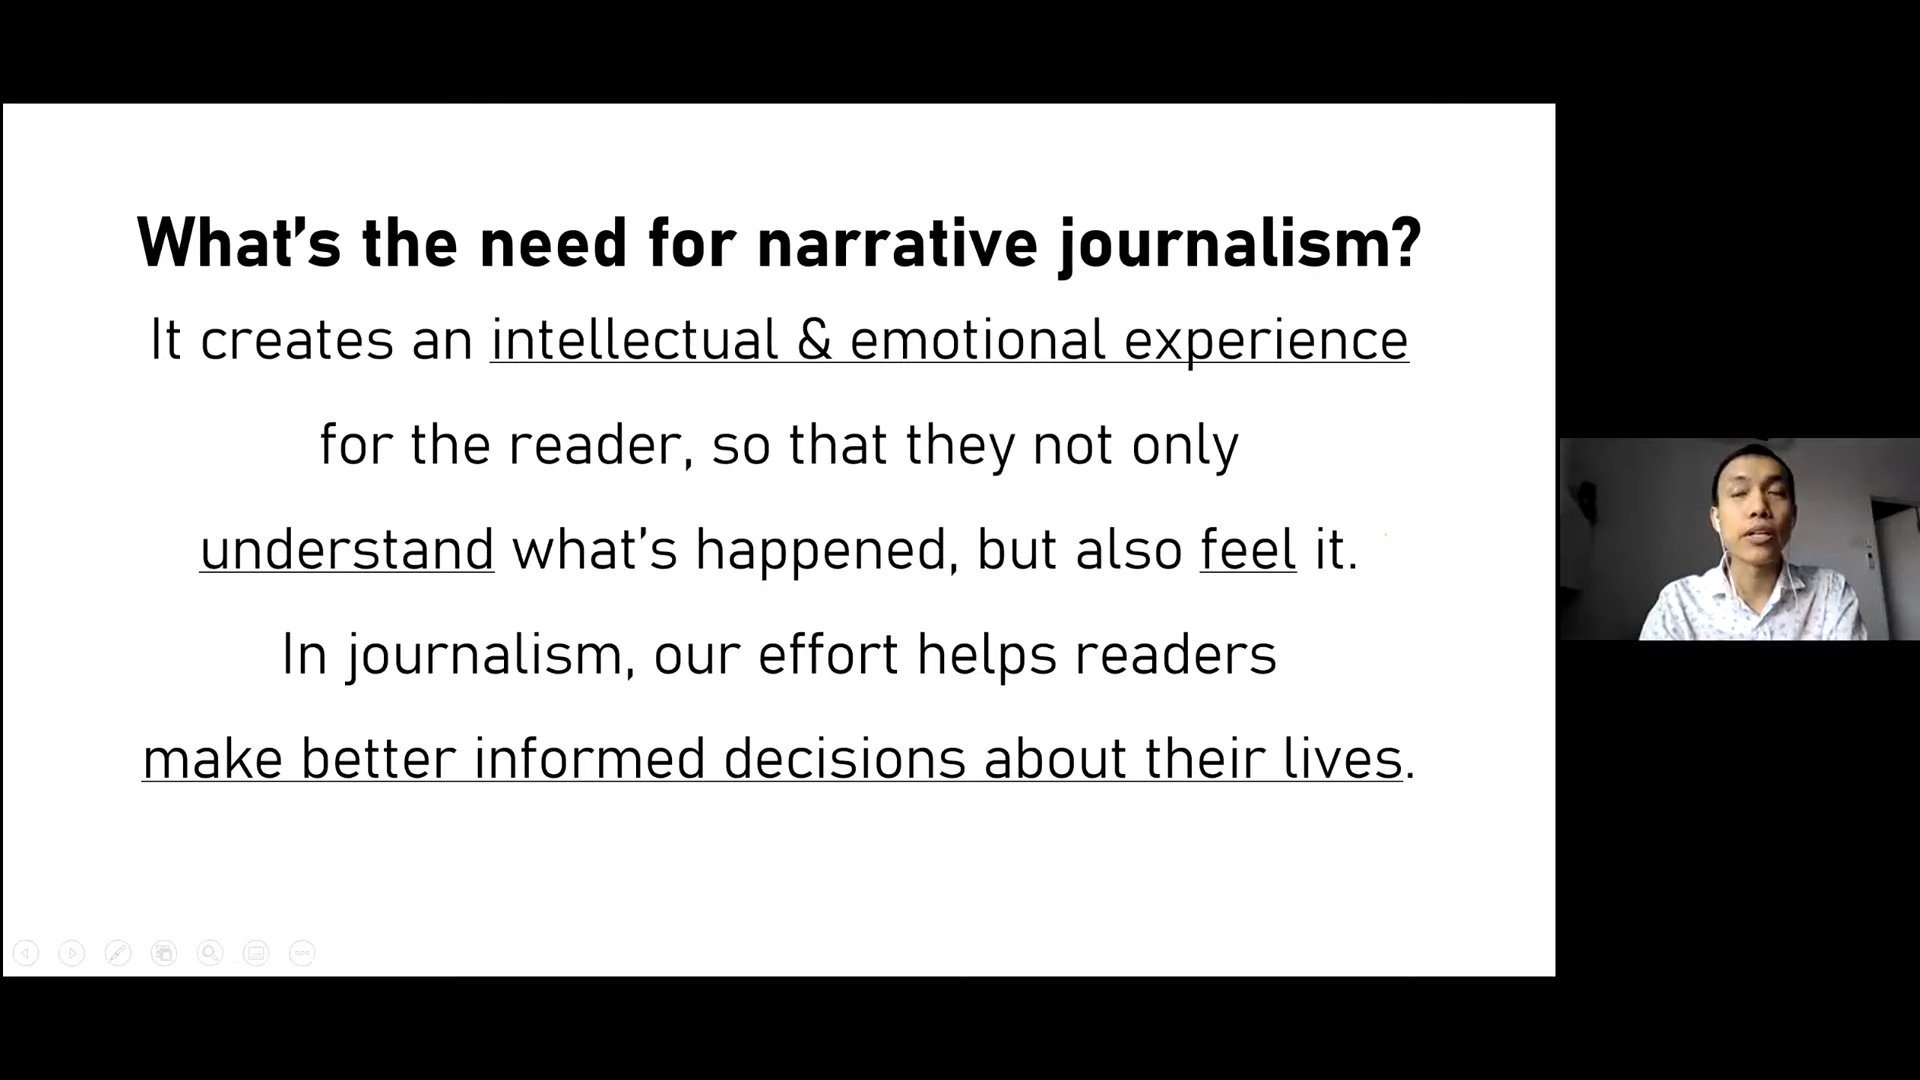 What’s the need for narrative journalism?
It creates an intellectual & emotional experience
for the reader, so that they not only
understand what’s happened, but also feel it.
In journalism, our effort helps readers
make better informed decisions about their lives.